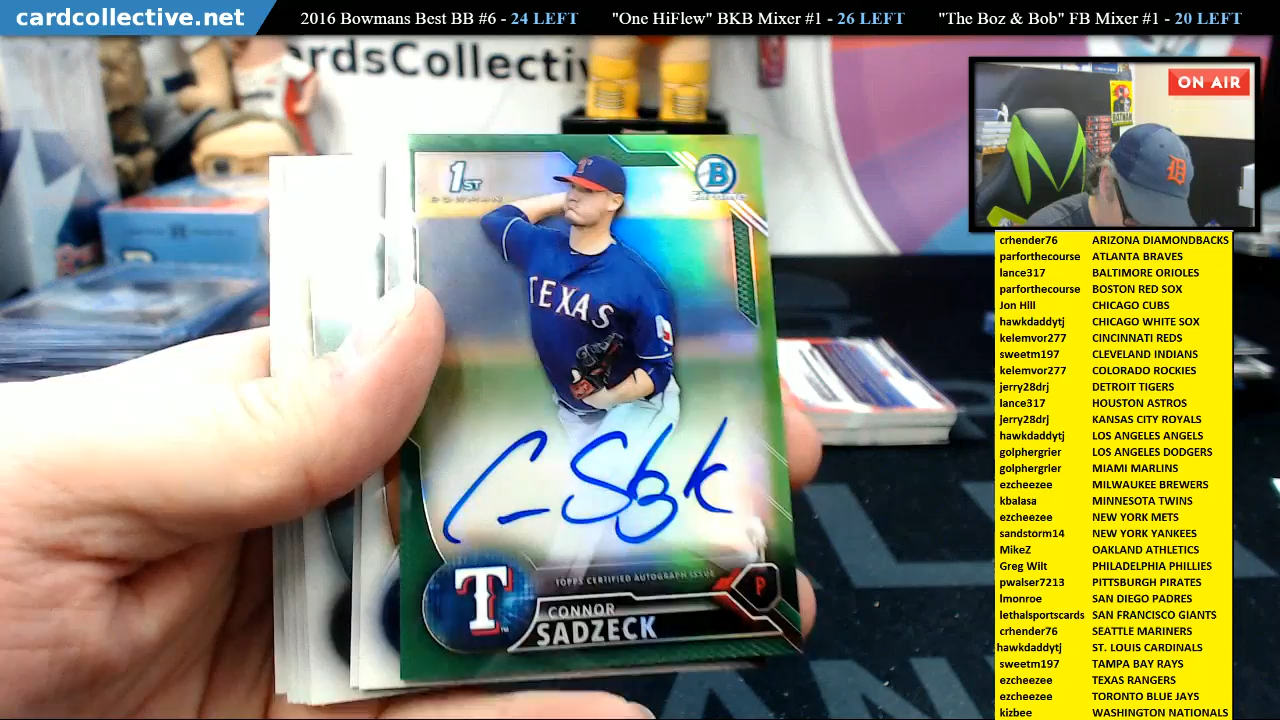 cardcollective.net
2016 Bowmans Best BB #6 - 24 LEFT "One HiFlew" BKB Mixer #1 - 26 LEFT "The Boz & Bob" FB Mixer #1 - 20 LEFT
rdsCollectiv
ON AIR
BATMAN
1ST
BOWMAN
B
T
TEXAS
D
TOPPS CERTIFIED AUTOGRAPH ISSUE
P
T
CONNOR
SADZECK
crhender76 ARIZONA DIAMONDBACKS
parforthecourse ATLANTA BRAVES
lance317 BALTIMORE ORIOLES
parforthecourse BOSTON RED SOX
Jon Hill CHICAGO CUBS
hawkdaddytj CHICAGO WHITE SOX
kelemvor277 CINCINNATI REDS
sweetm197 CLEVELAND INDIANS
kelemvor277 COLORADO ROCKIES
jerry28drj DETROIT TIGERS
lance317 HOUSTON ASTROS
jerry28drj KANSAS CITY ROYALS
hawkdaddytj LOS ANGELES ANGELS
golphergrier LOS ANGELES DODGERS
golphergrier MIAMI MARLINS
ezcheezee MILWAUKEE BREWERS
kbalasa MINNESOTA TWINS
ezcheezee NEW YORK METS
sandstorm14 NEW YORK YANKEES
MikeZ OAKLAND ATHLETICS
Greg Wilt PHILADELPHIA PHILLIES
pwalser7213 PITTSBURGH PIRATES
lmonroe SAN DIEGO PADRES
lethalsportscards SAN FRANCISCO GIANTS
crhender76 SEATTLE MARINERS
hawkdaddytj ST. LOUIS CARDINALS
sweetm197 TAMPA BAY RAYS
ezcheezee TEXAS RANGERS
ezcheezee TORONTO BLUE JAYS
kizbee WASHINGTON NATIONALS